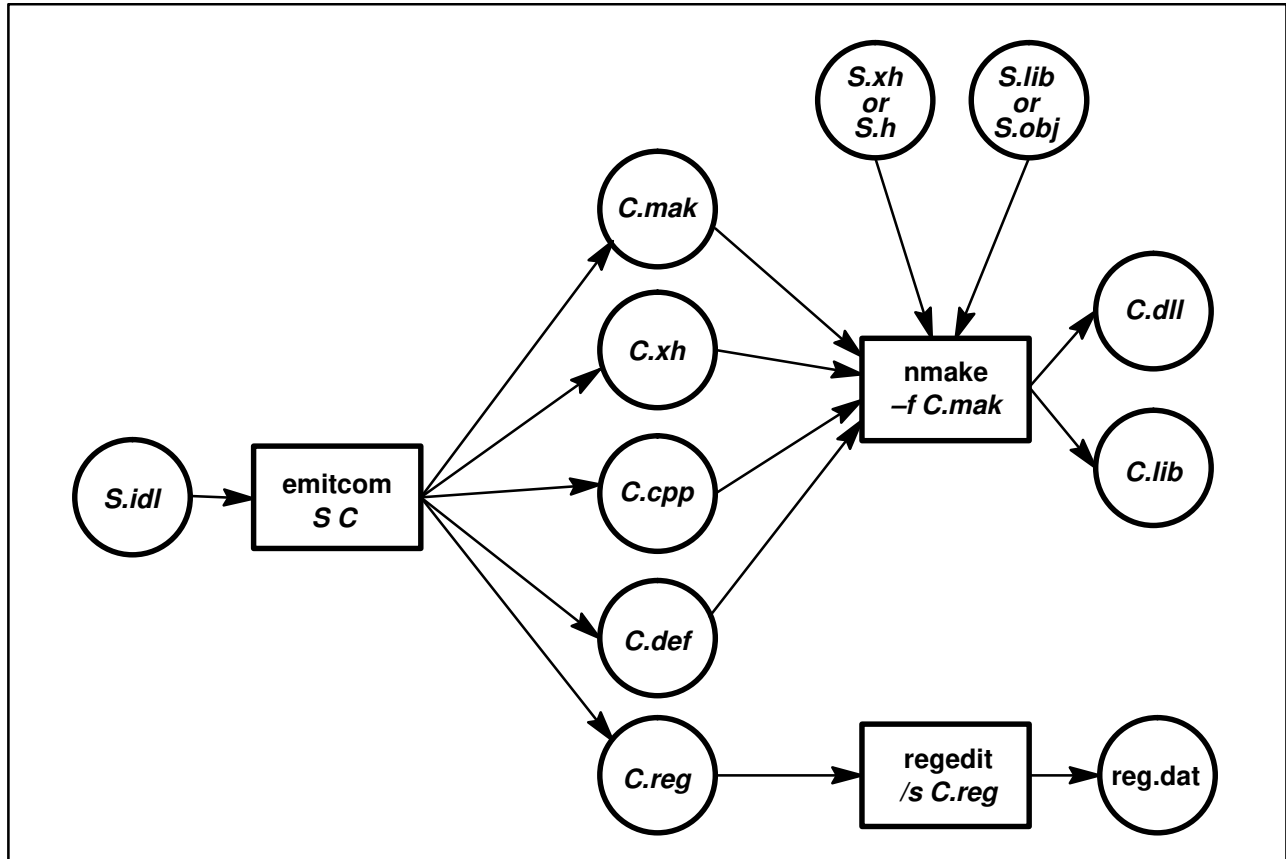 S.xh
or
S.h
S.lib
or
S.obj
C.mak
C.xh
nmake
–f C.mak
C.dll
C.lib
S.idl
emitcom
S C
C.cpp
C.def
C.reg
regedit
/s C.reg
reg.dat